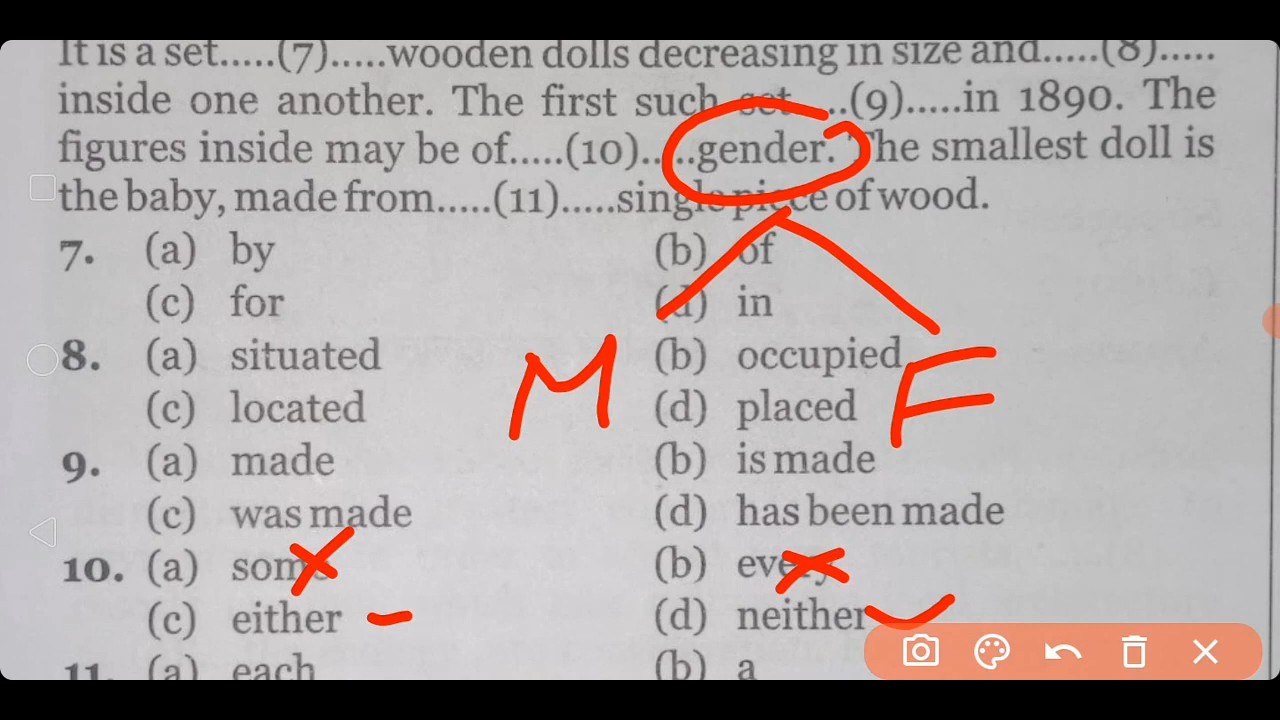 It is a set.....(7).....wooden dolls decreasing in size and.....(8).....
inside one another. The first such set.....(9).....in 1890. The
figures inside may be of.....(10).....gender. The smallest doll is
the baby, made from.....(11).....single piece of wood.
7. (a) by (b) of
(c) for (d) in
8. (a) situated (b) occupied
(c) located (d) placed
M F
9. (a) made (b) is made
(c) was made (d) has been made
10. (a) some (b) every
(c) either (d) neither
11. (a) each (b) a